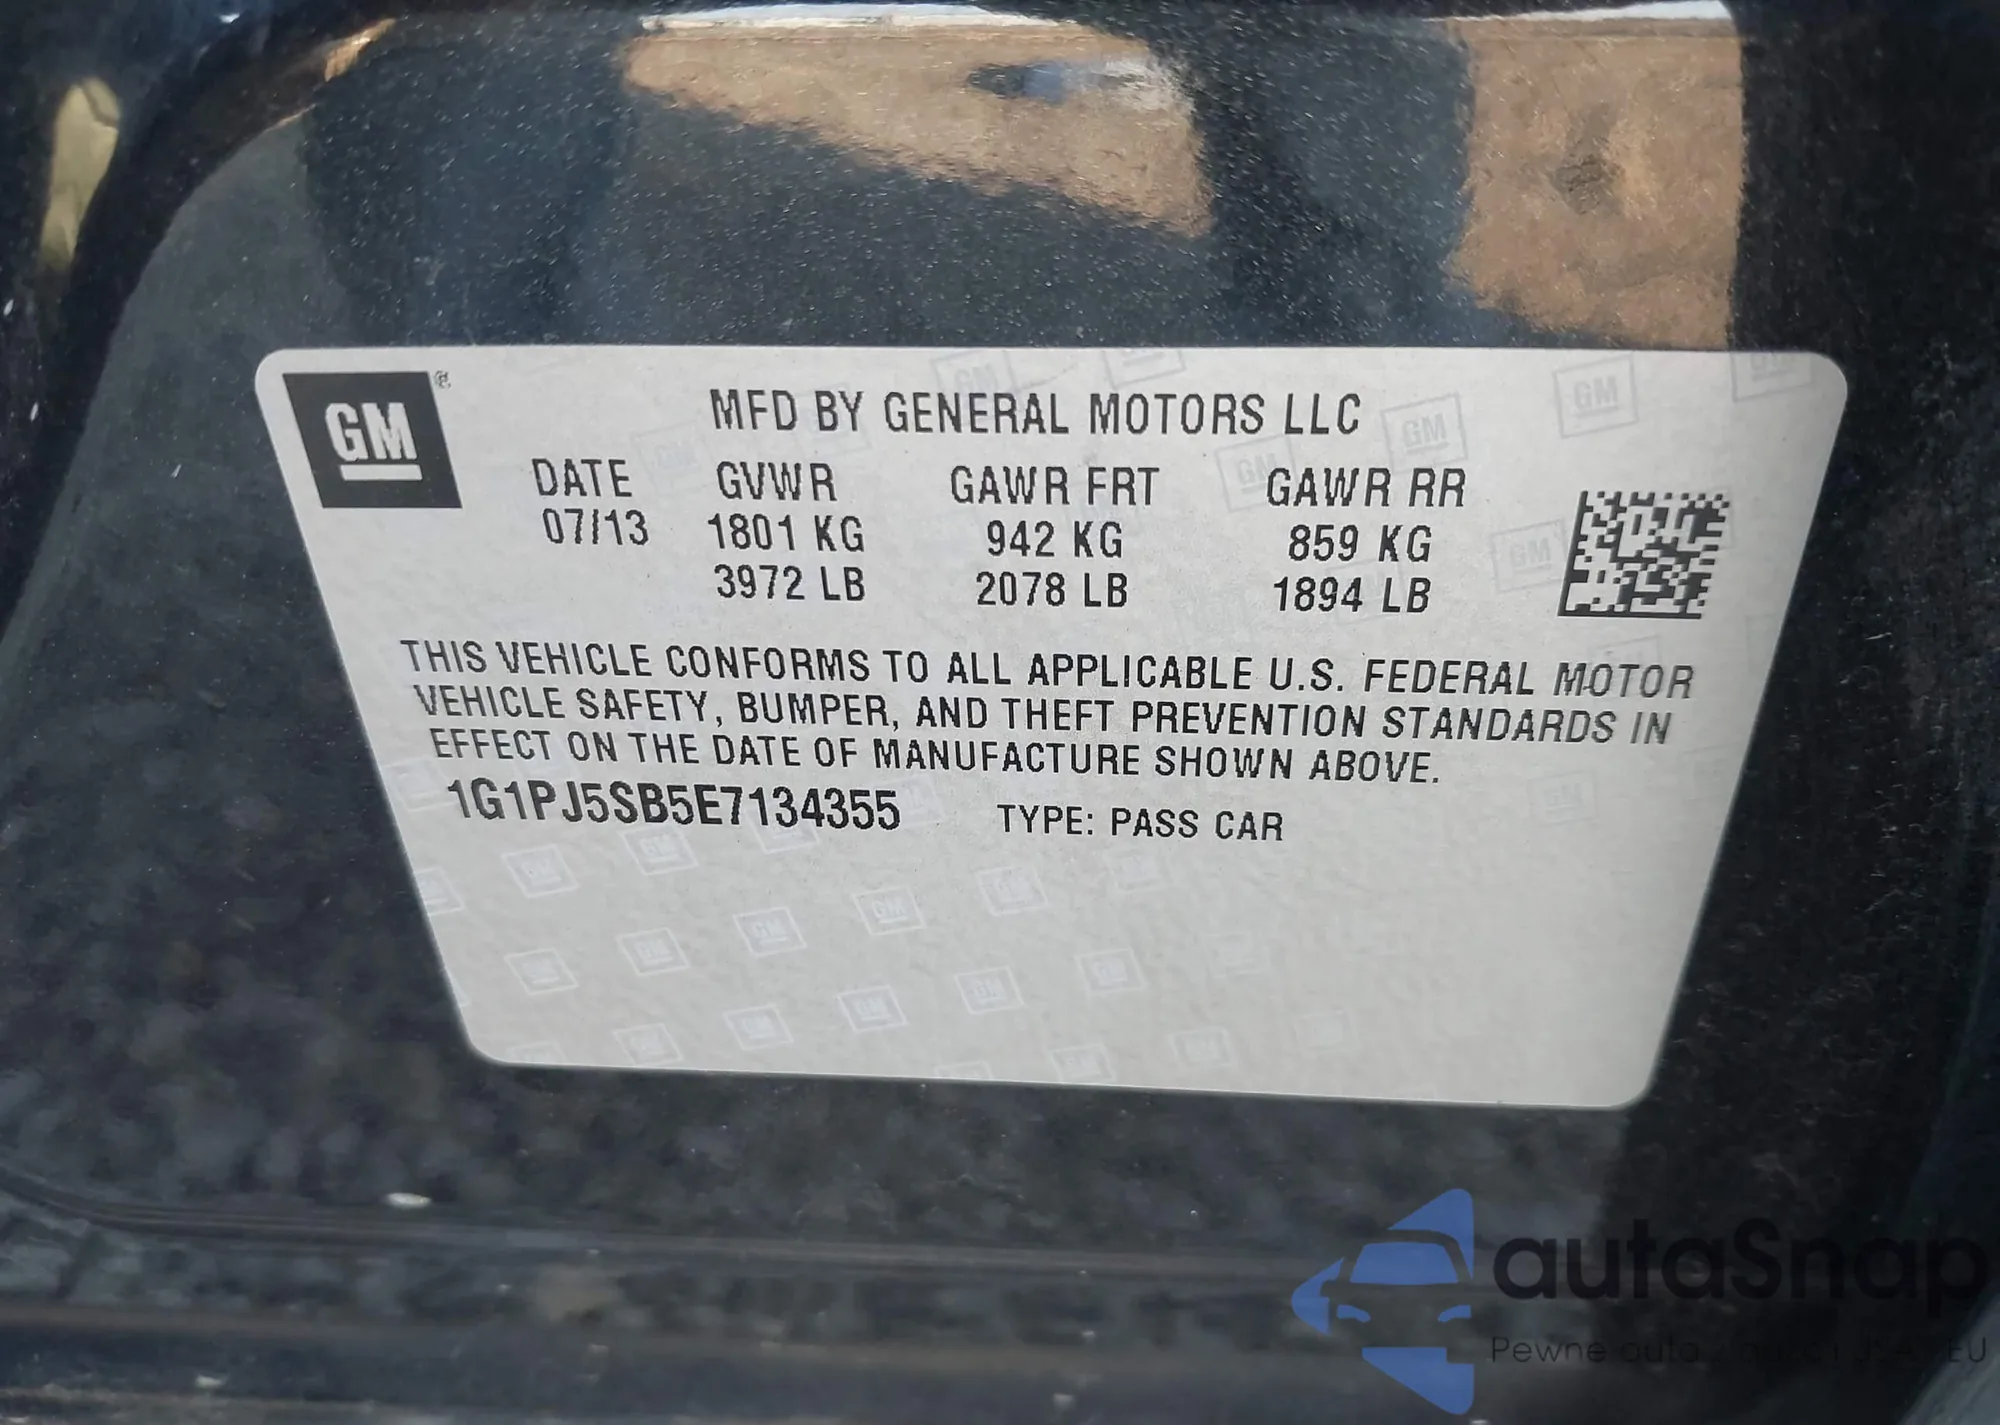 GM
MFD BY GENERAL MOTORS LLC
DATE GVWR GAWR FRT GAWR RR
07/13 1801 KG 942 KG 859 KG
3972 LB 2078 LB 1894 LB
THIS VEHICLE CONFORMS TO ALL APPLICABLE U.S. FEDERAL MOTOR
VEHICLE SAFETY, BUMPER, AND THEFT PREVENTION STANDARDS IN
EFFECT ON THE DATE OF MANUFACTURE SHOWN ABOVE.
1G1PJ5SB5E7134355 TYPE: PASS CAR
autaSnap
Pewne auta